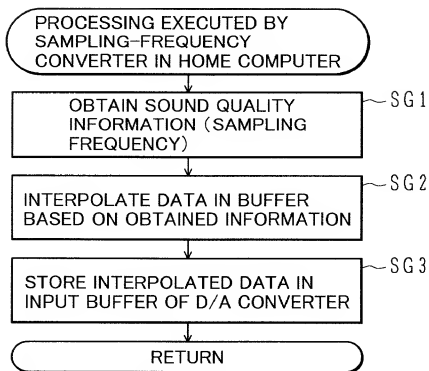 PROCESSING EXECUTED BY
SAMPLING-FREQUENCY
CONVERTER IN HOME COMPUTER
OBTAIN SOUND QUALITY
INFORMATION (SAMPLING
FREQUENCY)
SG1
INTERPOLATE DATA IN BUFFER
BASED ON OBTAINED INFORMATION
SG2
STORE INTERPOLATED DATA IN
INPUT BUFFER OF D/A CONVERTER
SG3
RETURN